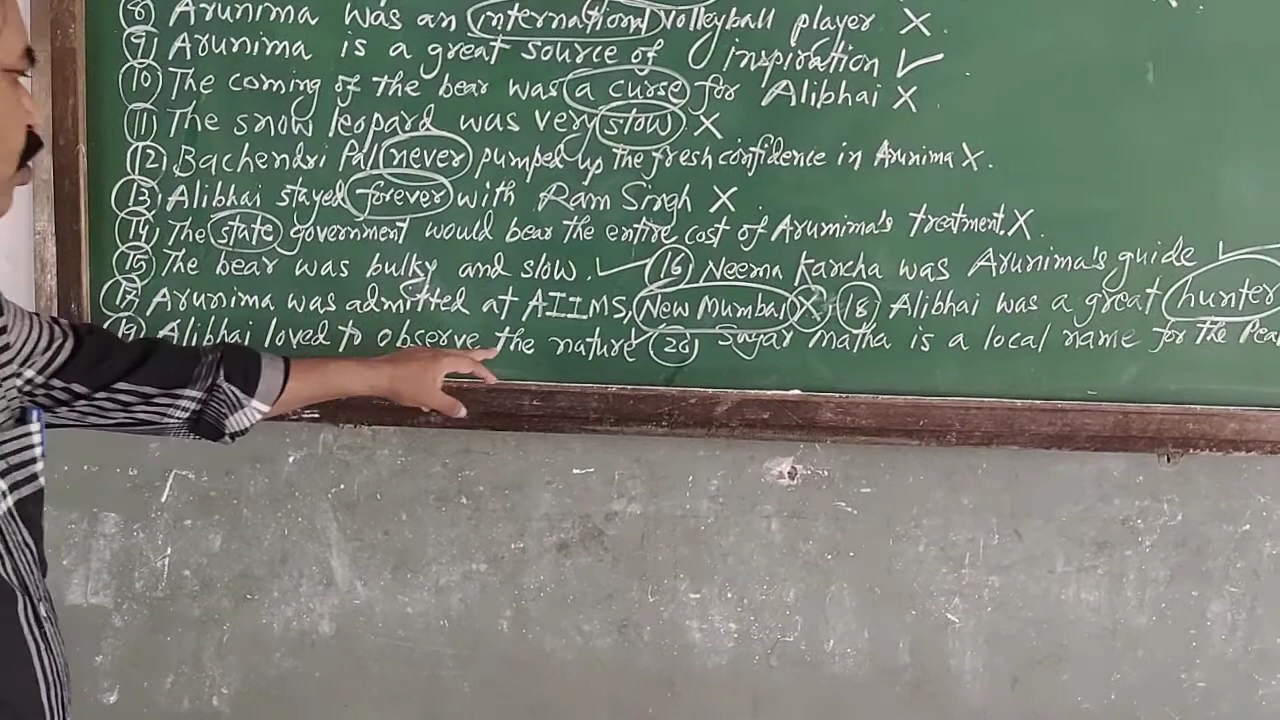 (8) Arunima was an international volleyball player X.
(9) Arunima is a great source of inspiration ✓
(10) The coming of the bear was a curse for Alibhai X
(11) The snow leopard was very slow. X
(12) Bachendri Pal never pumped up the fresh confidence in Arunima X.
(13) Alibhai stayed forever with Ram Singh X
(14) The state government would bear the entire cost of Arunima's treatment. X.
(15) The bear was bulky and slow. ✓ (16) Neema Kancha was Arunima's guide ✓
(17) Arunima was admitted at AIIMS, New Mumbai X (18) Alibhai was a great hunter
(19) Alibhai loved to observe the nature (20) Sugar Matha is a local name for the